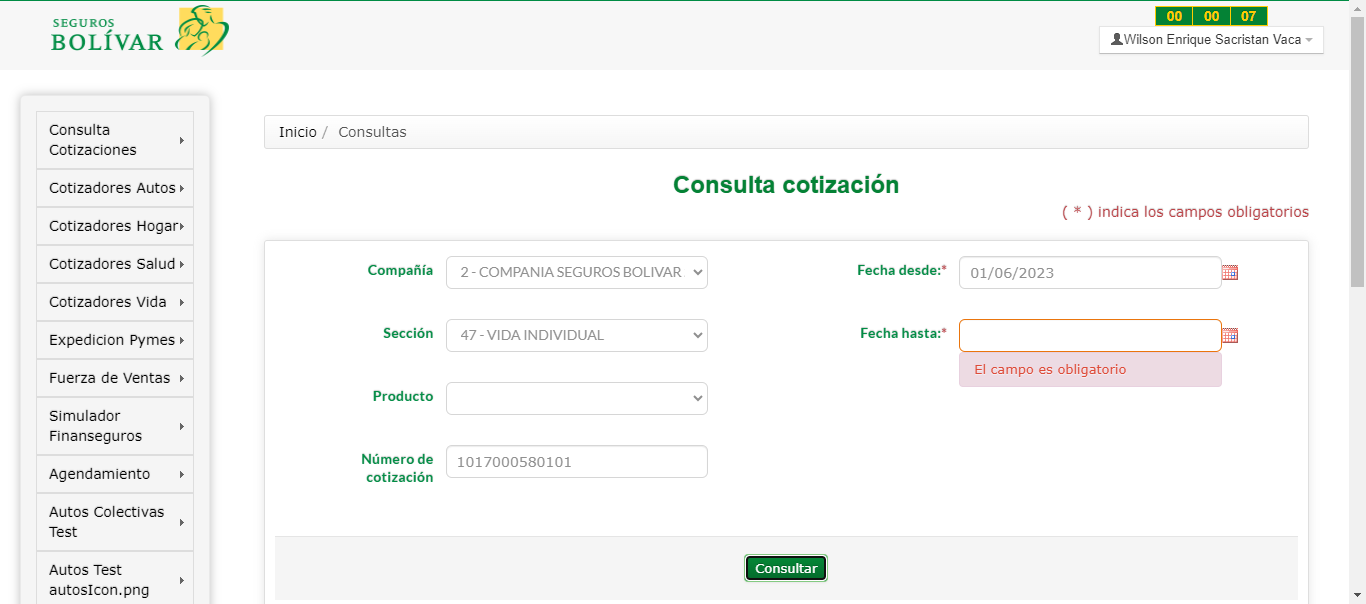 SEGUROS
BOLÍVAR
00 00 07
Wilson Enrique Sacristan Vaca
Consulta
Cotizaciones
Cotizadores Autos
Cotizadores Hogar
Cotizadores Salud
Cotizadores Vida
Expedicion Pymes
Fuerza de Ventas
Simulador
Finanseguros
Agendamiento
Autos Colectivas
Test
Autos Test
autosIcon.png
Inicio / Consultas
Consulta cotización
( * ) indica los campos obligatorios
Compañía 2 - COMPANIA SEGUROS BOLIVAR
Fecha desde:* 01/06/2023
Sección 47 - VIDA INDIVIDUAL
Fecha hasta:*
El campo es obligatorio
Producto
Número de
cotización
1017000580101
Consultar